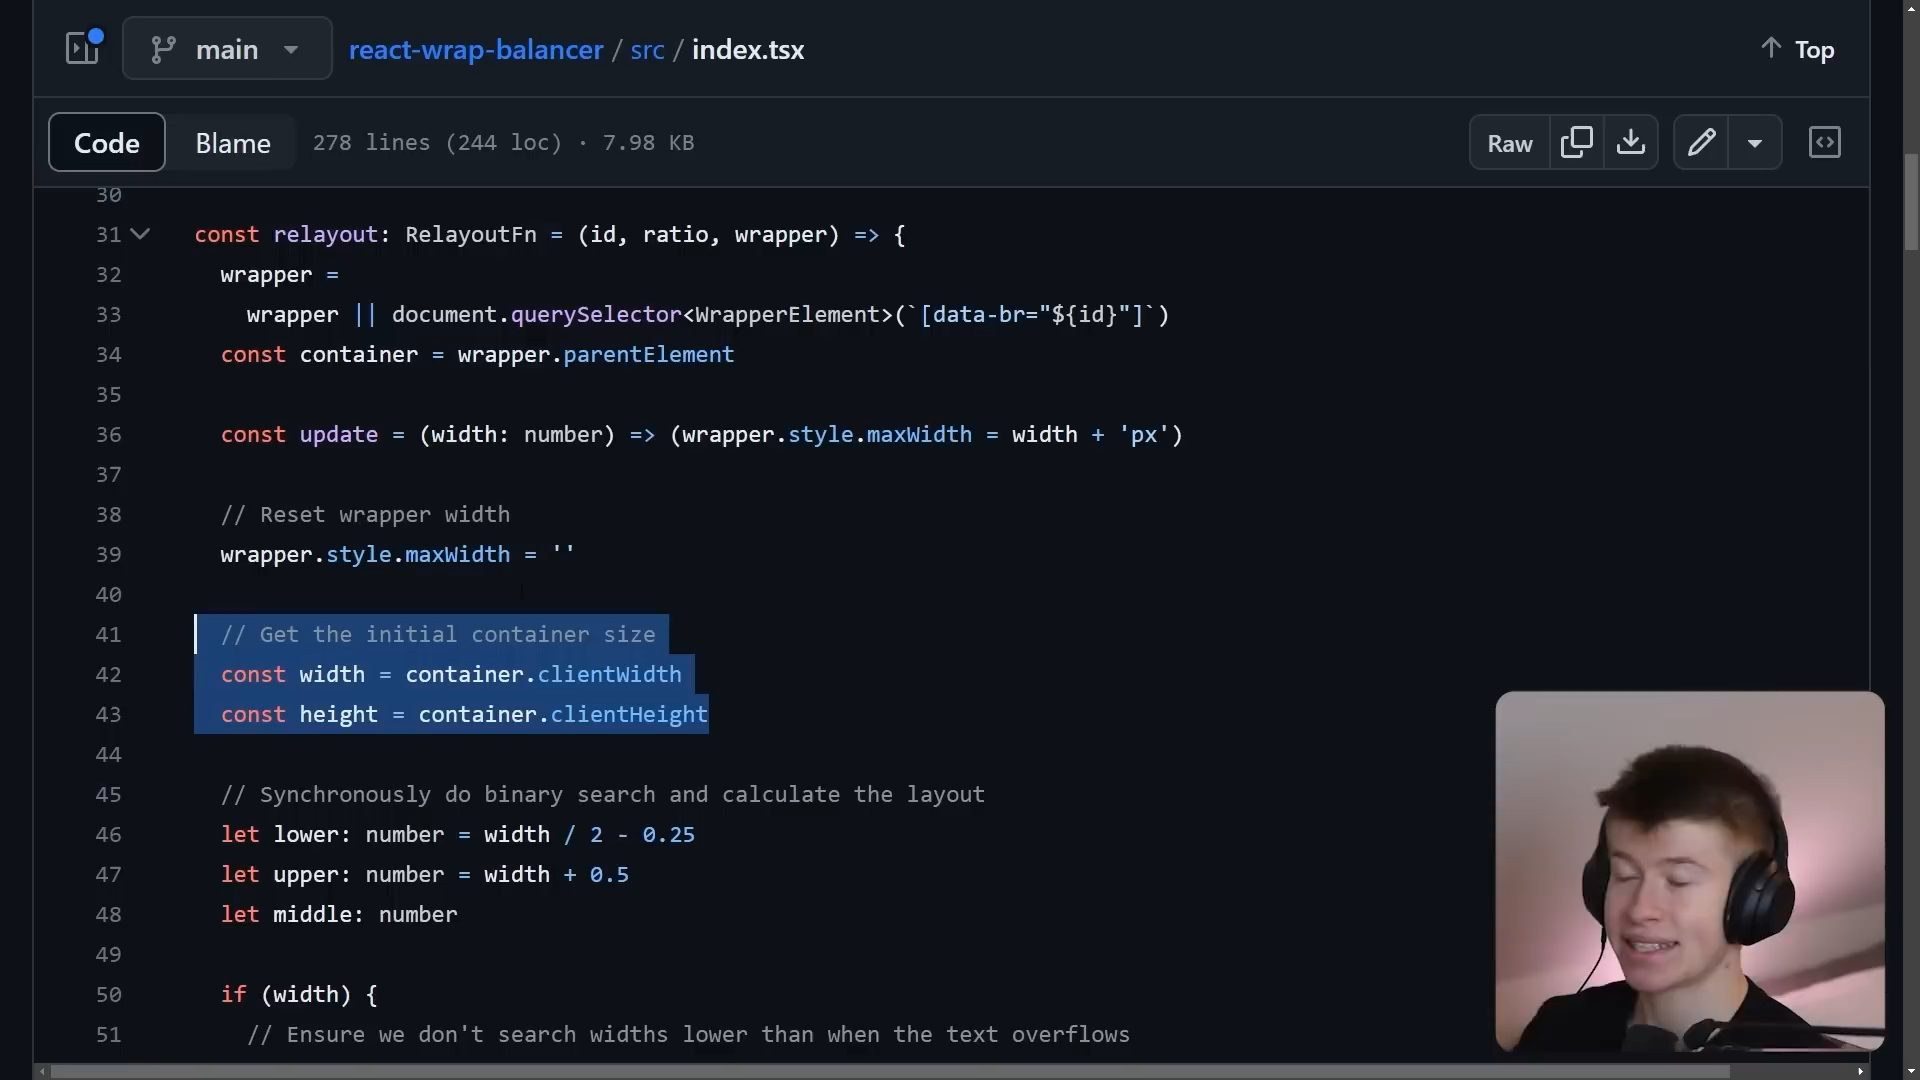 main
react-wrap-balancer / src / index.tsx
Top
Code
Blame
278 lines (244 loc) · 7.98 KB
Raw
30
31 const relayout: RelayoutFn = (id, ratio, wrapper) => {
32 wrapper =
33 wrapper || document.querySelector<WrapperElement>(`[data-br="${id}"]`)
34 const container = wrapper.parentElement
35
36 const update = (width: number) => (wrapper.style.maxWidth = width + 'px')
37
38 // Reset wrapper width
39 wrapper.style.maxWidth = ''
40
41 // Get the initial container size
42 const width = container.clientWidth
43 const height = container.clientHeight
44
45 // Synchronously do binary search and calculate the layout
46 let lower: number = width / 2 - 0.25
47 let upper: number = width + 0.5
48 let middle: number
49
50 if (width) {
51 // Ensure we don't search widths lower than when the text overflows